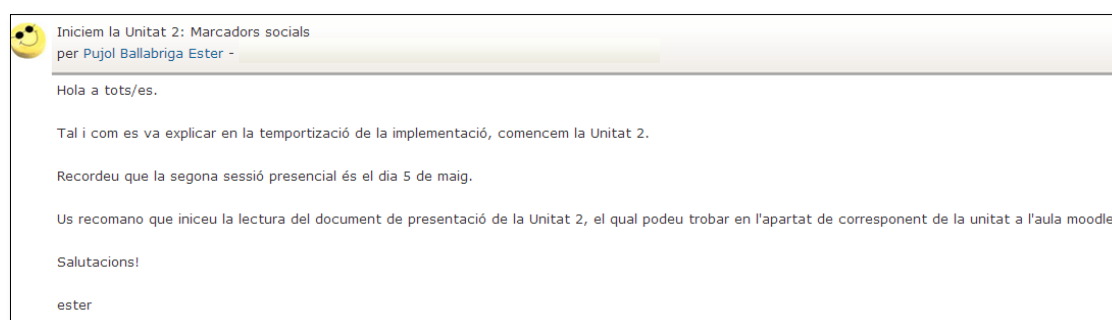 Iniciem la Unitat 2: Marcadors socials
per Pujol Ballabriga Ester -
Hola a tots/es.
Tal i com es va explicar en la temportizació de la implementació, comencem la Unitat 2.
Recordeu que la segona sessió presencial és el dia 5 de maig.
Us recomano que inicieu la lectura del document de presentació de la Unitat 2, el qual podeu trobar en l'apartat de corresponent de la unitat a l'aula moodle
Salutacions!
ester